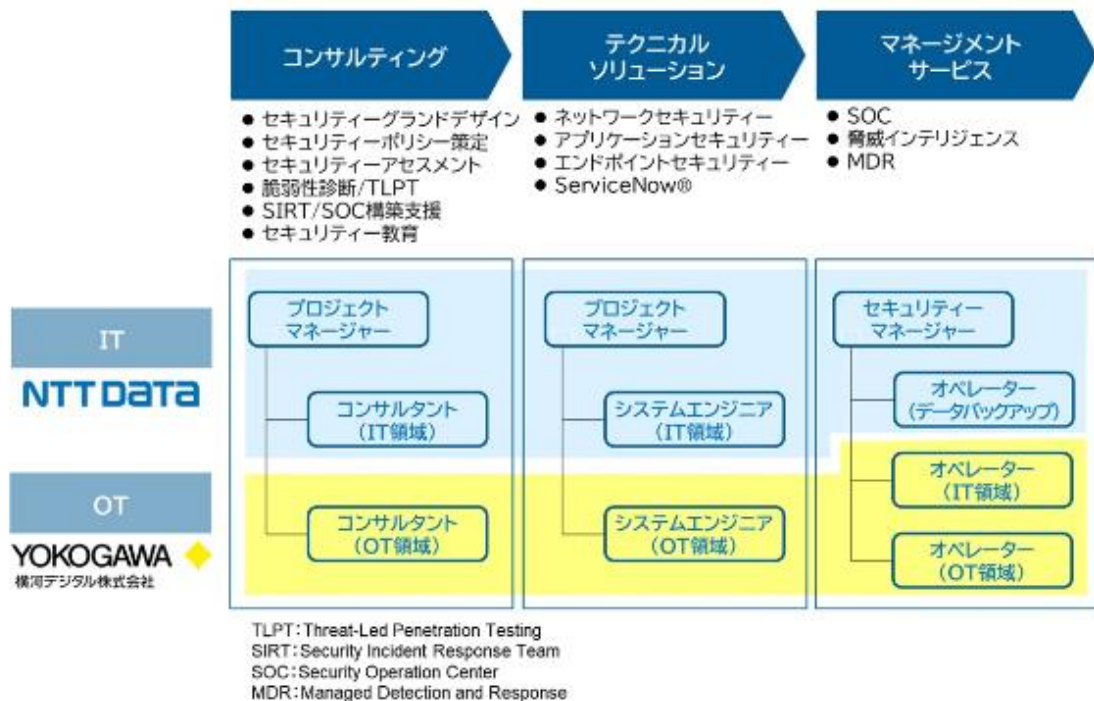 コンサルティング
テクニカル
ソリューション
マネージメント
サービス
● セキュリティーグランドデザイン
● セキュリティーポリシー策定
● セキュリティーアセスメント
● 脆弱性診断/TLPT
● SIRT/SOC構築支援
● セキュリティー教育
● ネットワークセキュリティー
● アプリケーションセキュリティー
● エンドポイントセキュリティー
● ServiceNow®
● SOC
● 脅威インテリジェンス
● MDR
IT
NTT DATA
OT
YOKOGAWA
横河デジタル株式会社
プロジェクト
マネージャー
コンサルタント
(IT領域)
コンサルタント
(OT領域)
プロジェクト
マネージャー
システムエンジニア
(IT領域)
システムエンジニア
(OT領域)
セキュリティー
マネージャー
オペレーター
(データバックアップ)
オペレーター
(IT領域)
オペレーター
(OT領域)
TLPT:Threat-Led Penetration Testing
SIRT:Security Incident Response Team
SOC:Security Operation Center
MDR:Managed Detection and Response